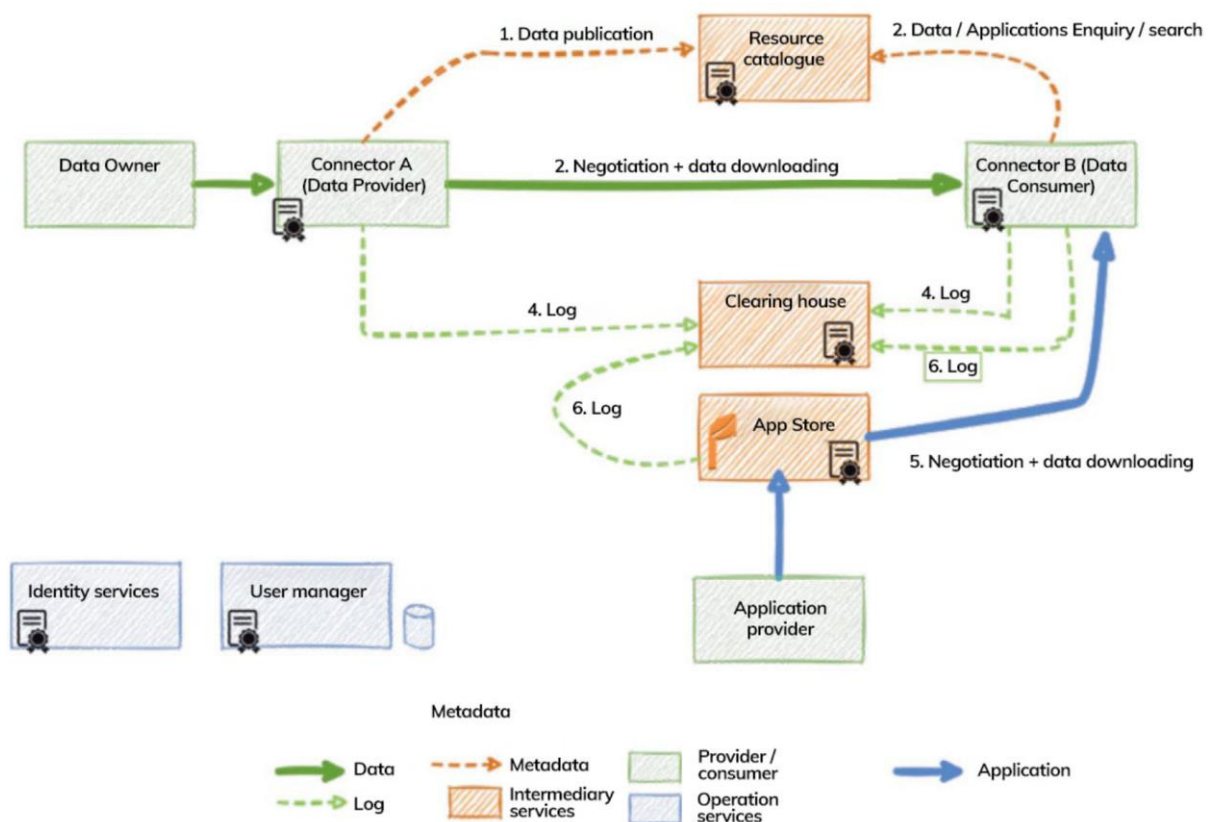 1. Data publication
Resource
catalogue
2. Data / Applications Enquiry / search
Data Owner
Connector A
(Data Provider)
2. Negotiation + data downloading
Connector B (Data
Consumer)
4. Log
Clearing house
4. Log
6. Log
6. Log
App Store
5. Negotiation + data downloading
Identity services
User manager
Application
provider
Metadata
Data
Metadata
Provider /
consumer
Application
Log
Intermediary
services
Operation
services